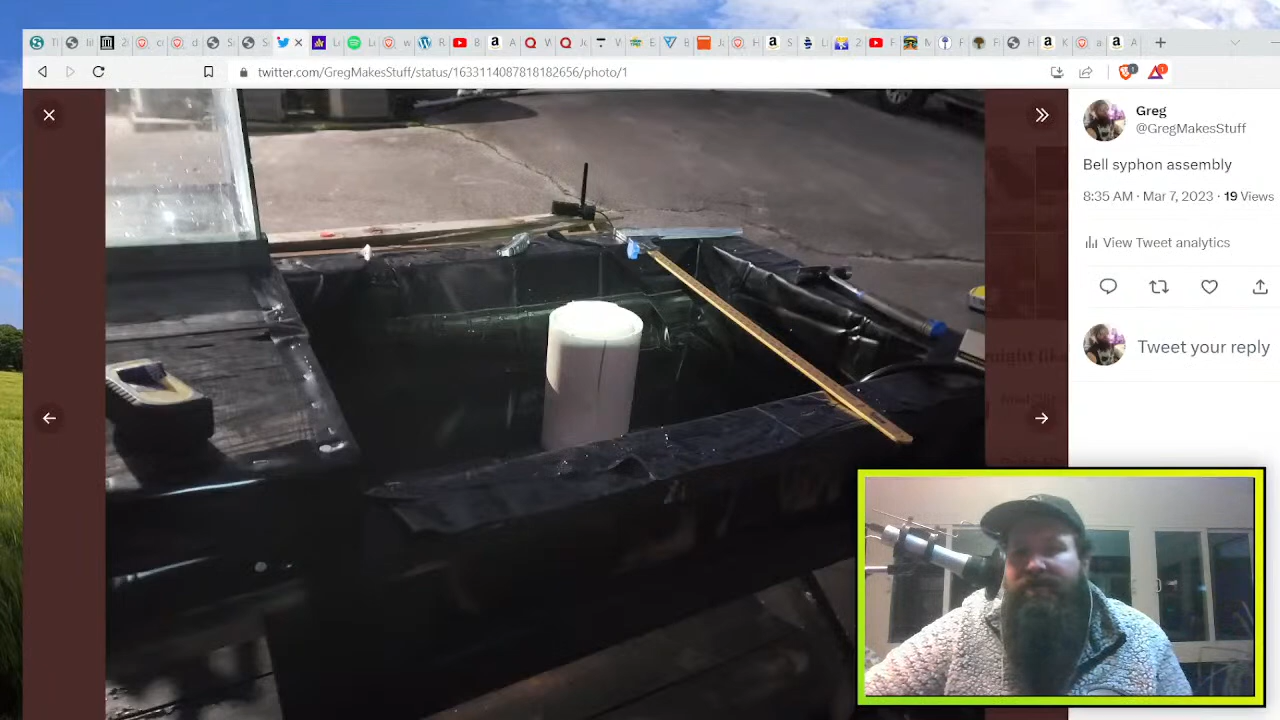 twitter.com/GregMakesStuff/status/1633114087818182656/photo/1
Greg
@GregMakesStuff
Bell syphon assembly
8:35 AM · Mar 7, 2023 · 19 Views
View Tweet analytics
Tweet your reply